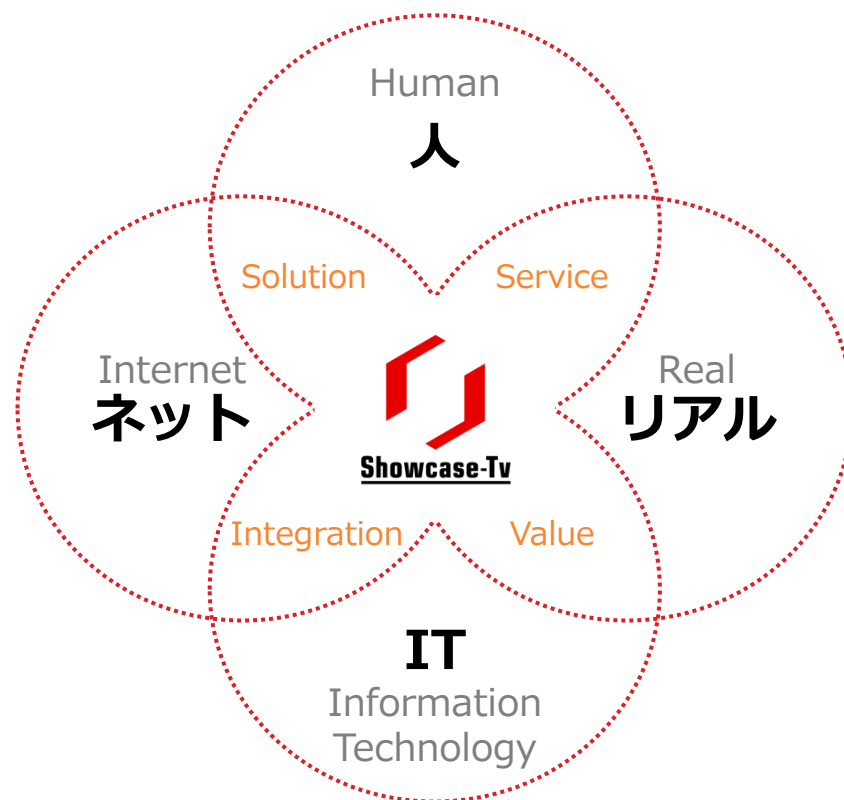 Human
人
Solution
Service
Internet
ネット
Real
リアル
Showcase-Tv
Integration
Value
IT
Information
Technology